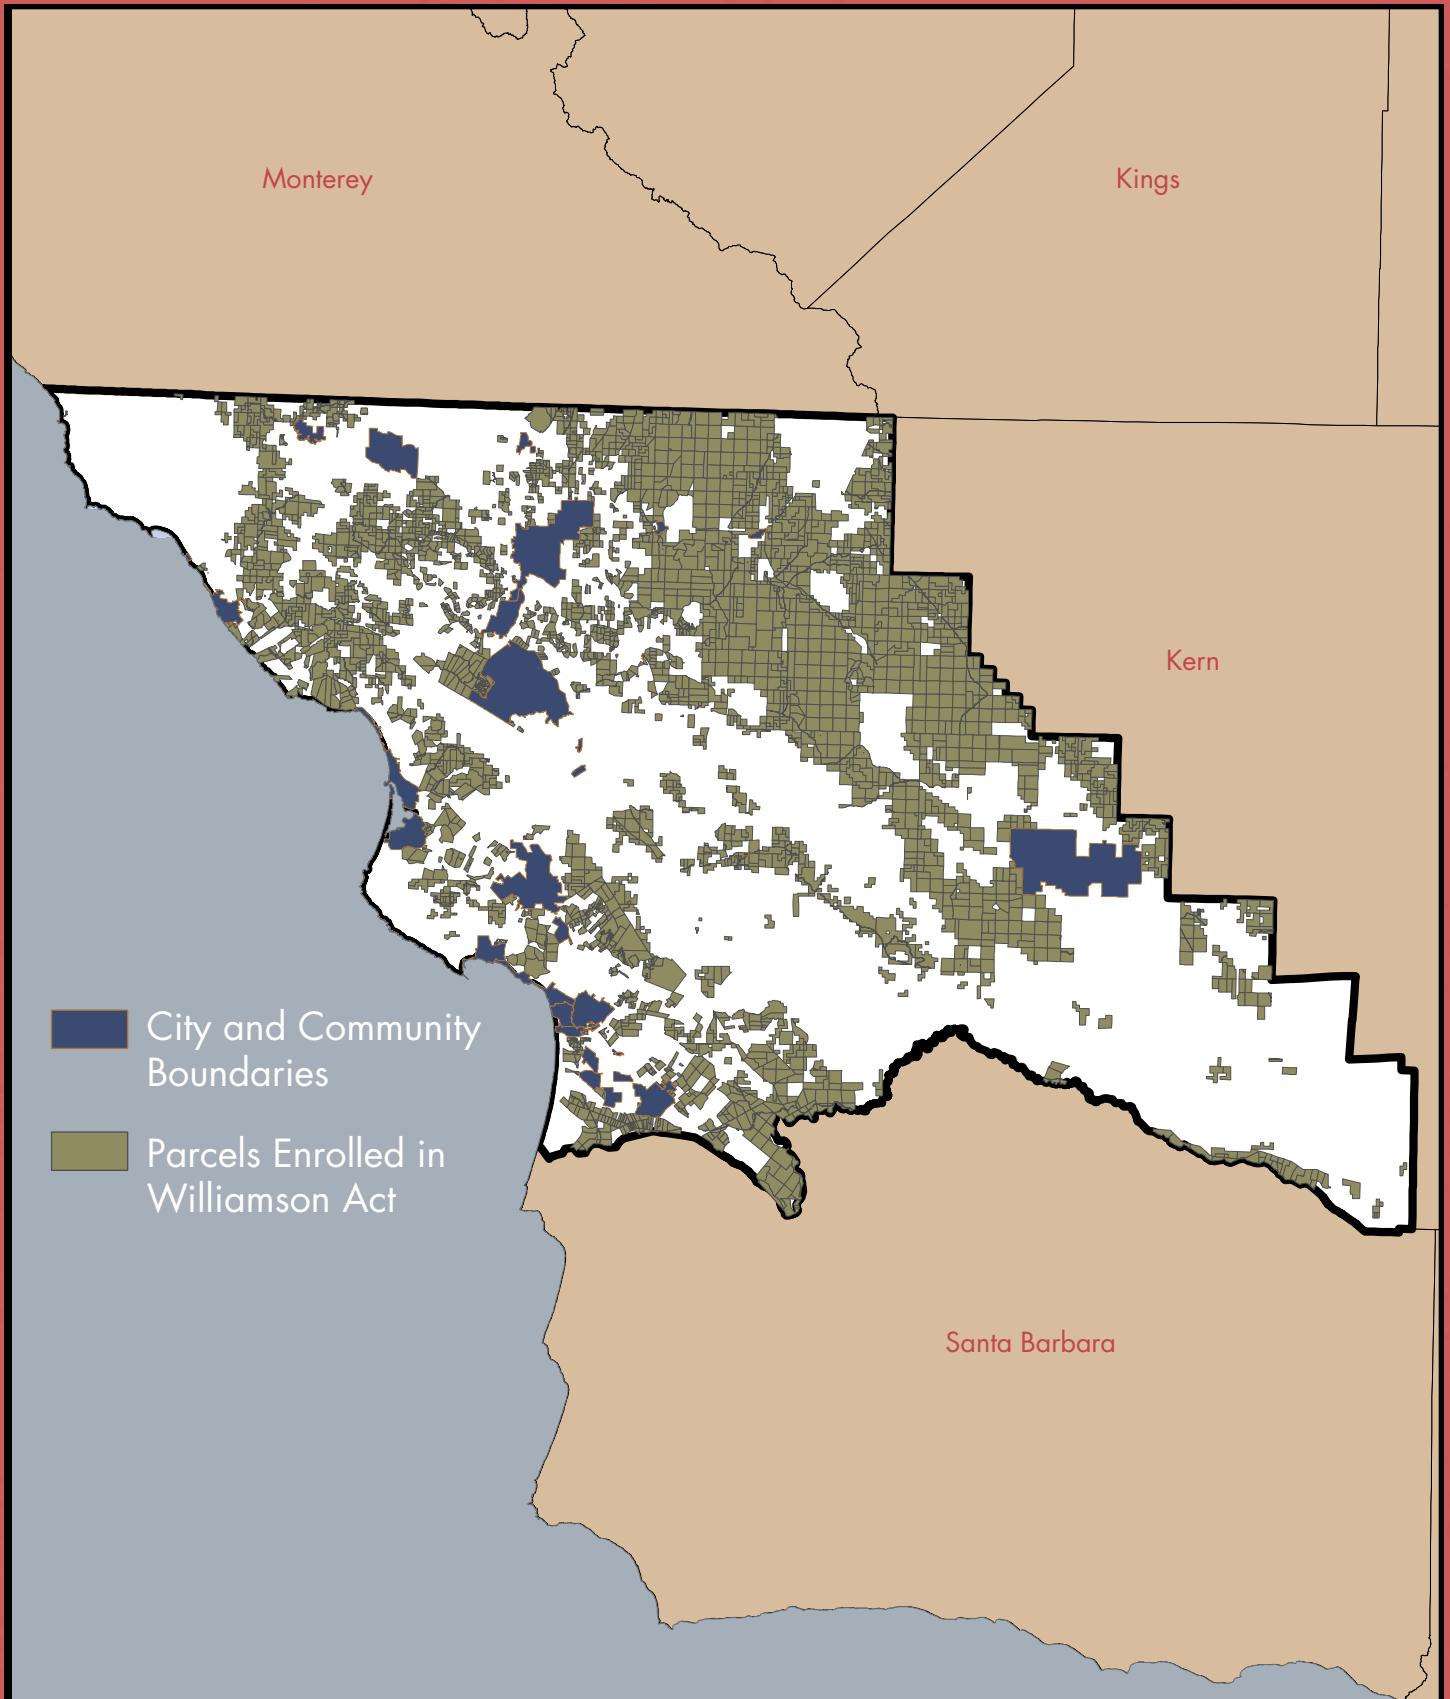 Monterey
Kings
Kern
City and Community
Boundaries
Parcels Enrolled in
Williamson Act
Santa Barbara